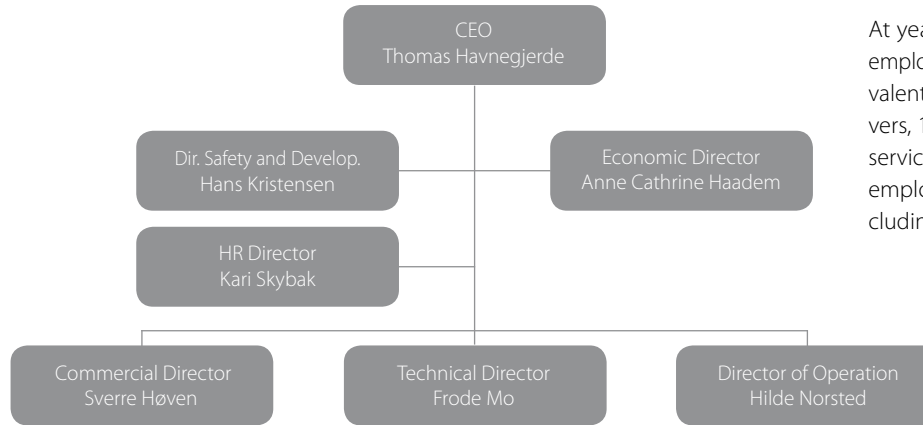 CEO
Thomas Havnegjerde
Dir. Safety and Develop.
Hans Kristensen
Economic Director
Anne Cathrine Haadem
HR Director
Kari Skybak
Commercial Director
Sverre Høven
Technical Director
Frode Mo
Director of Operation
Hilde Norsted
At yea
emplo
valent
vers, 1
servic
emplo
cludin